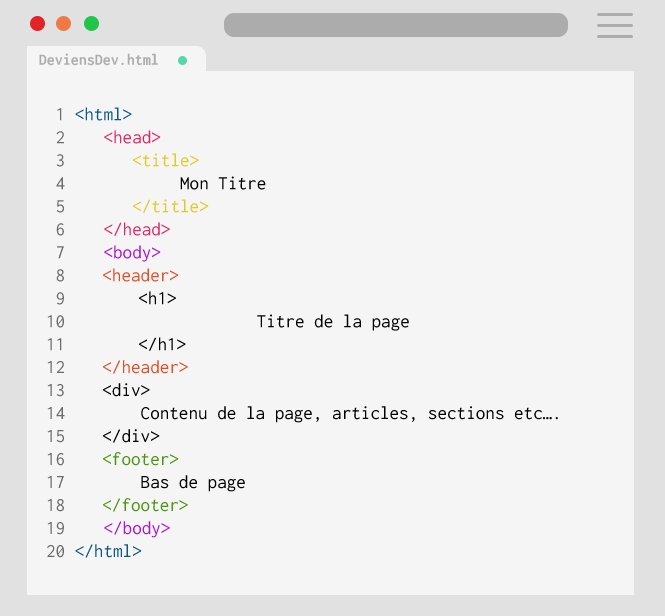 DeviensDev.html
1 <html>
2 <head>
3 <title>
4 Mon Titre
5 </title>
6 </head>
7 <body>
8 <header>
9 <h1>
10 Titre de la page
11 </h1>
12 </header>
13 <div>
14 Contenu de la page, articles, sections etc….
15 </div>
16 <footer>
17 Bas de page
18 </footer>
19 </body>
20 </html>